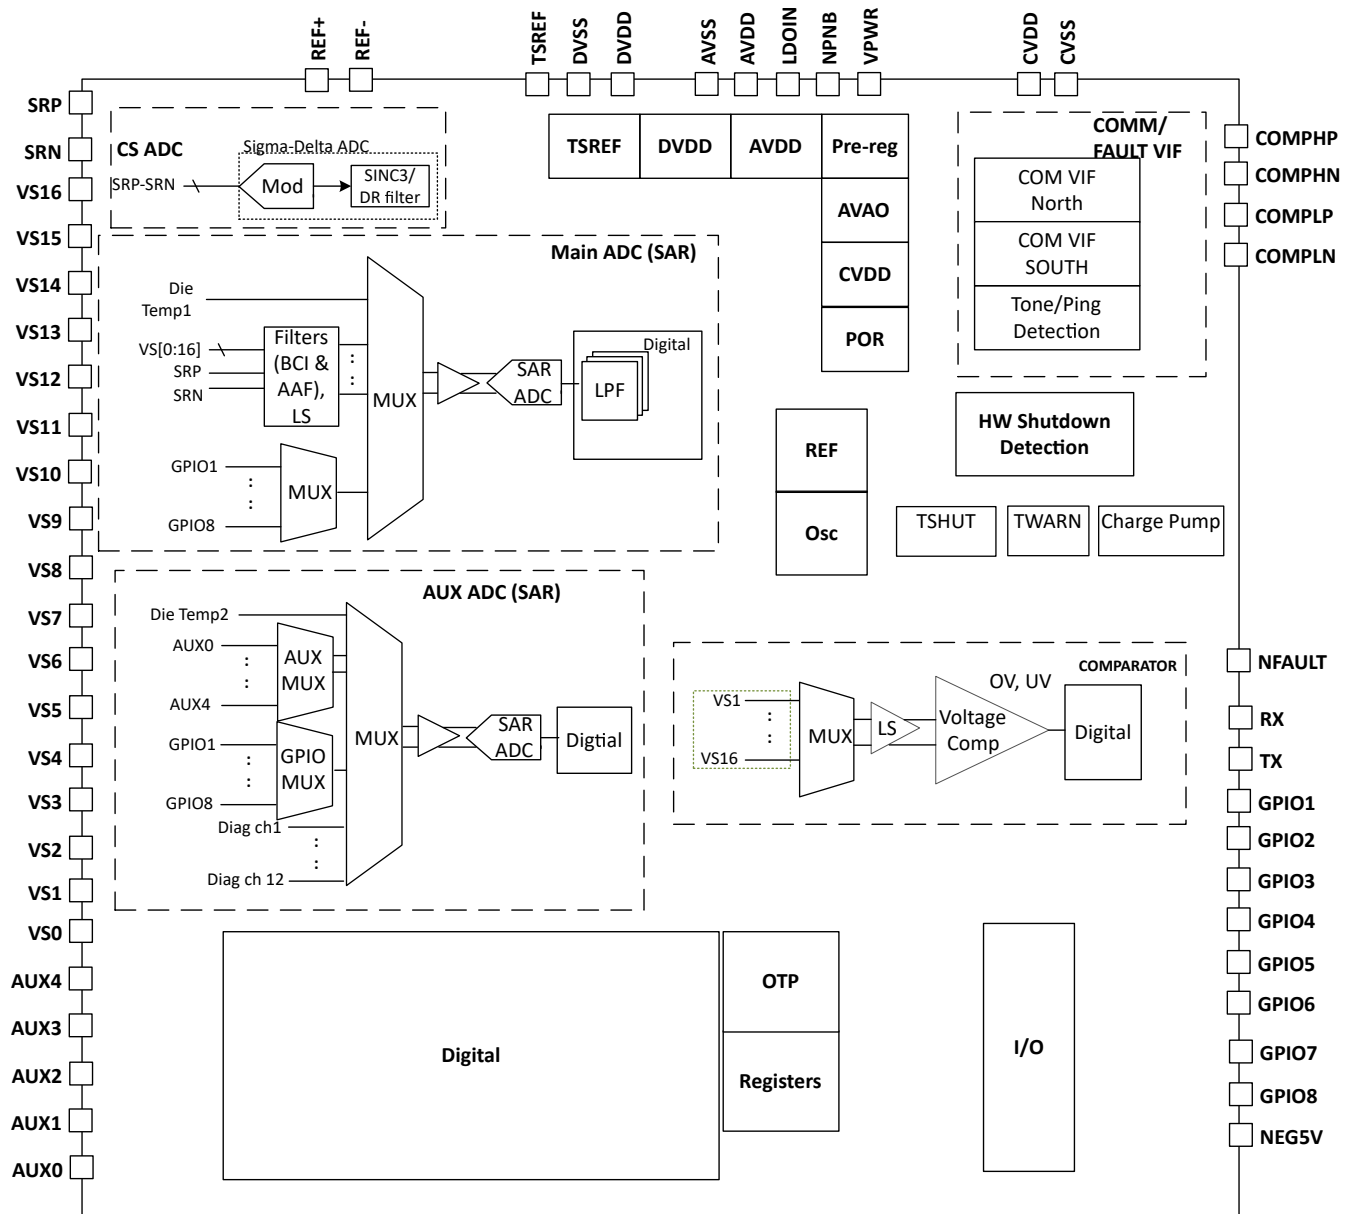 REF+
REF-
TSREF
DVSS
DVDD
AVSS
AVDD
LDOIN
NPNB
VPWR
CVDD
CVSS
SRP
SRN
VS16
VS15
VS14
VS13
VS12
VS11
VS10
VS9
VS8
VS7
VS6
VS5
VS4
VS3
VS2
VS1
VS0
AUX4
AUX3
AUX2
AUX1
AUX0
CS ADC
Sigma-Delta ADC
SRP-SRN
Mod
SINC3/
DR filter
Main ADC (SAR)
Die
Temp1
VS[0:16]
SRP
SRN
Filters
(BCI &
AAF),
LS
:
:
GPIO1
:
GPIO8
MUX
MUX
SAR
ADC
Digital
LPF
AUX ADC (SAR)
Die Temp2
AUX0
:
:
AUX4
AUX
MUX
:
GPIO1
:
:
GPIO8
GPIO
MUX
:
Diag ch1
:
Diag ch 12
MUX
SAR
ADC
Digtial
TSREF
DVDD
AVDD
Pre-reg
AVAO
CVDD
POR
REF
Osc
COMM/
FAULT VIF
COM VIF
North
COM VIF
SOUTH
Tone/Ping
Detection
HW Shutdown
Detection
TSHUT
TWARN
Charge Pump
COMPARATOR
VS1
:
:
VS16
MUX
LS
OV, UV
Voltage
Comp
Digital
Digital
OTP
Registers
I/O
COMPHP
COMPHN
COMPLP
COMPLN
NFAULT
RX
TX
GPIO1
GPIO2
GPIO3
GPIO4
GPIO5
GPIO6
GPIO7
GPIO8
NEG5V